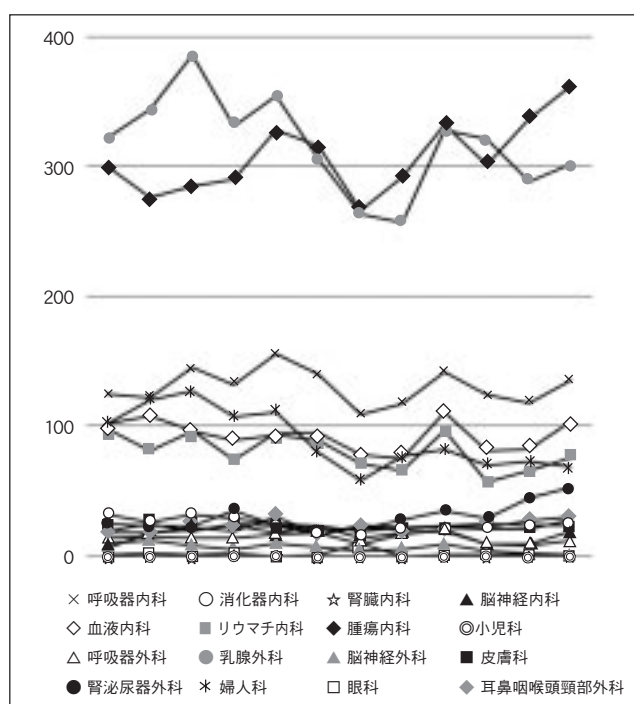 400
300
200
100
0
呼吸器内科 消化器内科 腎臓内科 脳神経内科
血液内科 リウマチ内科 腫瘍内科 小児科
呼吸器外科 乳腺外科 脳神経外科 皮膚科
腎泌尿器外科 婦人科 眼科 耳鼻咽喉頭頸部外科